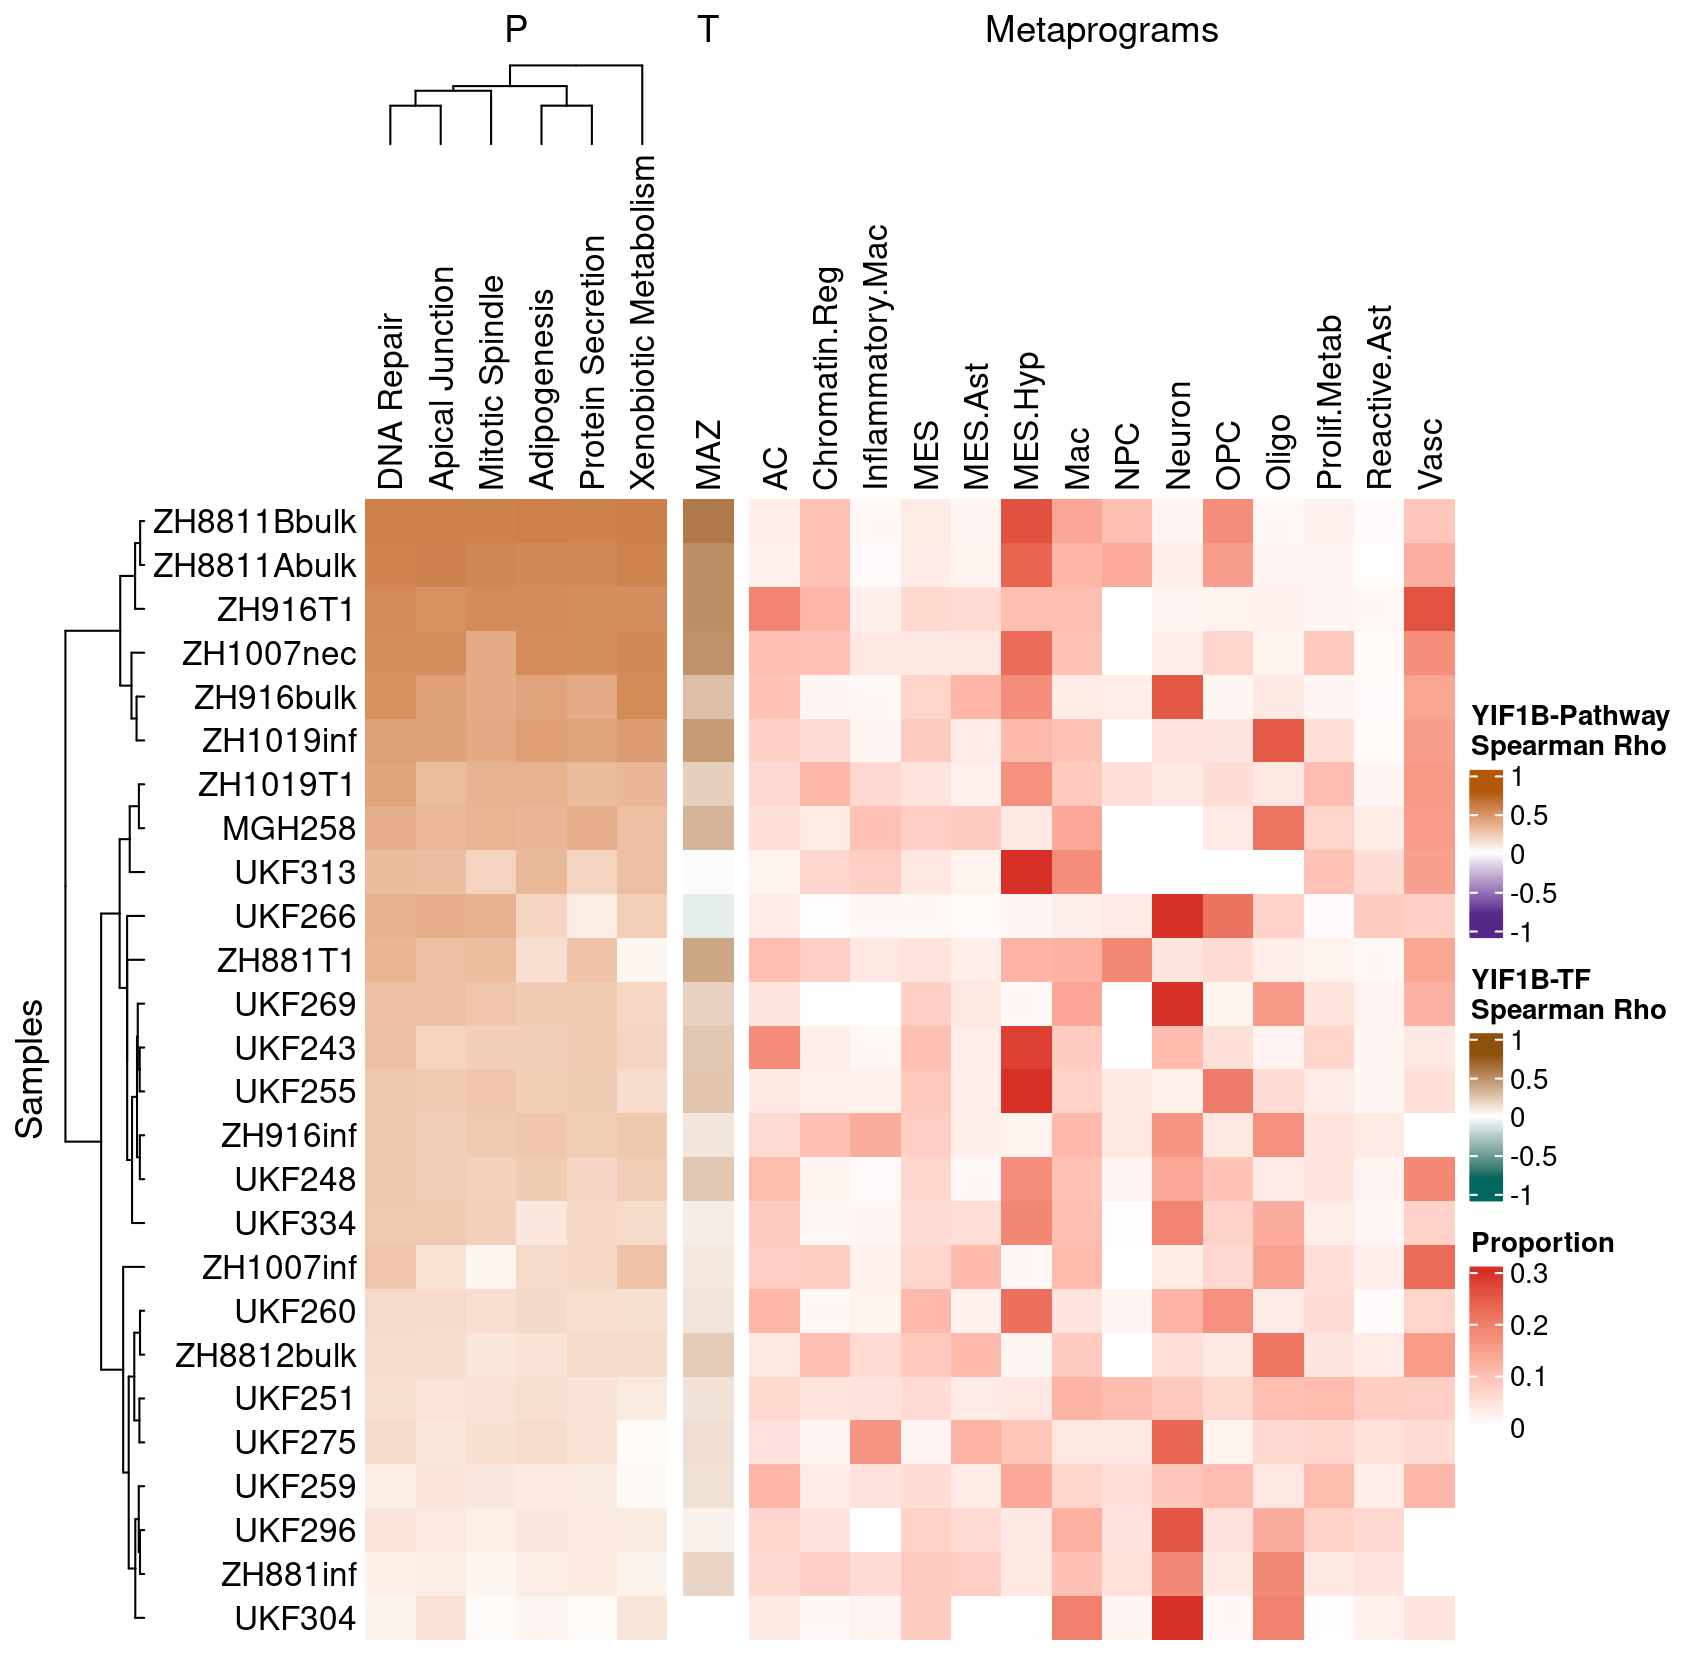 P
T
Metaprograms
DNA Repair
Apical Junction
Mitotic Spindle
Adipogenesis
Protein Secretion
Xenobiotic Metabolism
MAZ
AC
Chromatin.Reg
Inflammatory.Mac
MES
MES.Ast
MES.Hyp
Mac
NPC
Neuron
OPC
Oligo
Prolif.Metab
Reactive.Ast
Vasc
Samples
ZH8811Bbulk
ZH8811Abulk
ZH916T1
ZH1007nec
ZH916bulk
ZH1019inf
ZH1019T1
MGH258
UKF313
UKF266
ZH881T1
UKF269
UKF243
UKF255
ZH916inf
UKF248
UKF334
ZH1007inf
UKF260
ZH8812bulk
UKF251
UKF275
UKF259
UKF296
ZH881inf
UKF304
YIF1B-Pathway
Spearman Rho
1
0.5
0
-0.5
-1
YIF1B-TF
Spearman Rho
1
0.5
0
-0.5
-1
Proportion
0.3
0.2
0.1
0